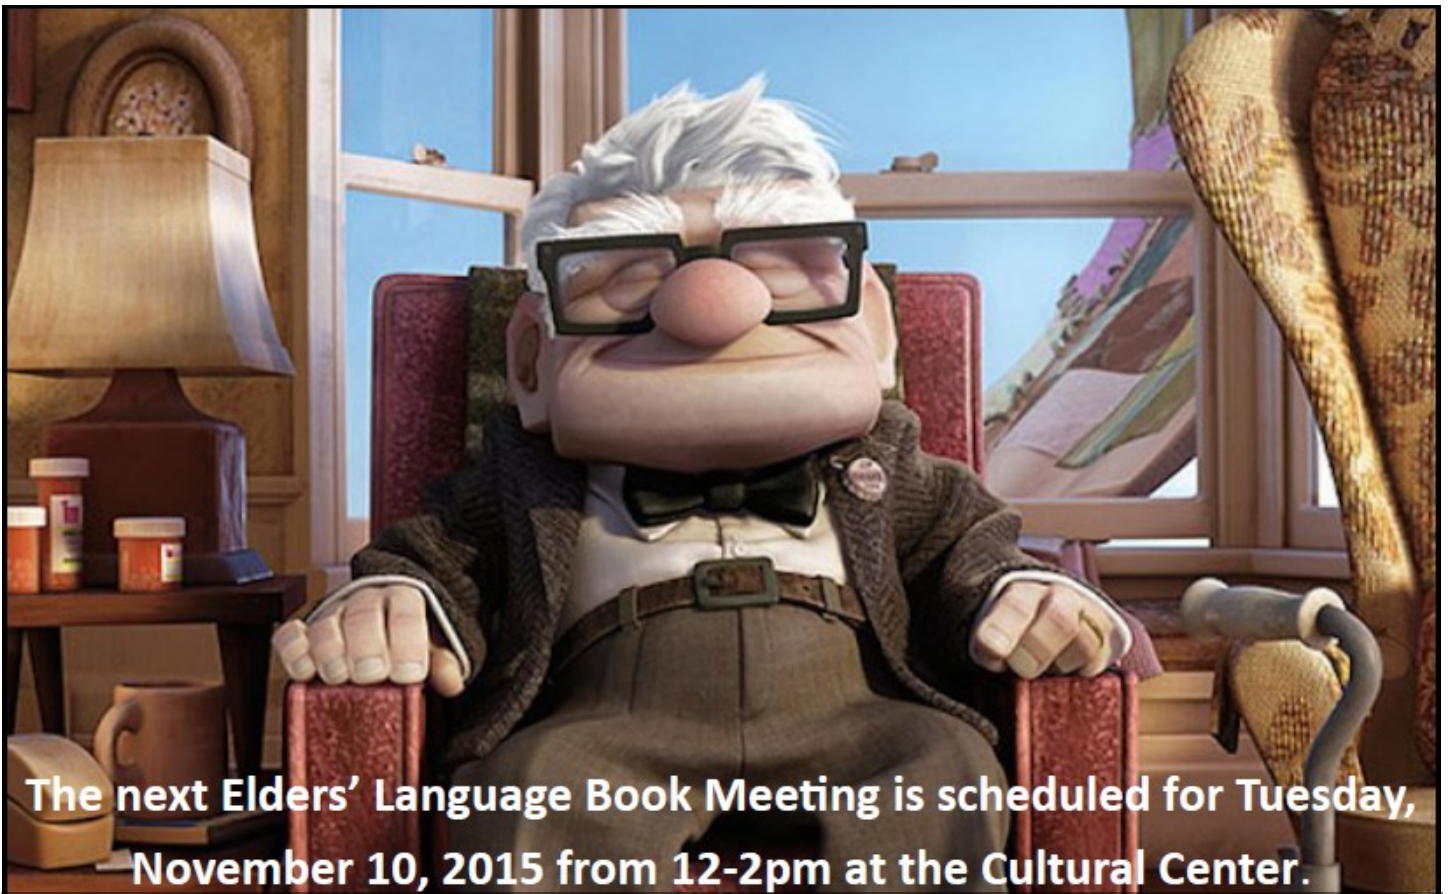 The next Elders’ Language Book Meeting is scheduled for Tuesday,
November 10, 2015 from 12-2pm at the Cultural Center.